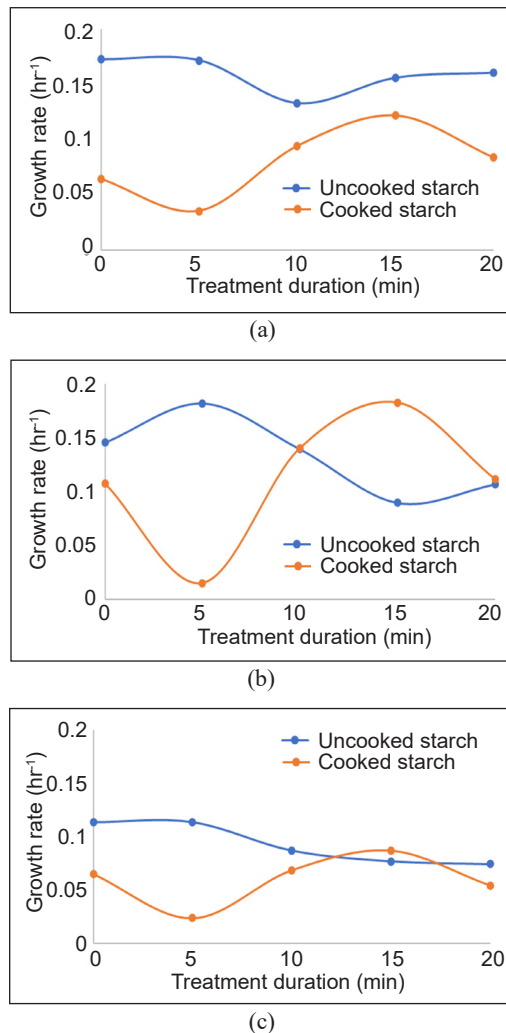 0.2
0.15
0.1
0.05
0
Growth rate (hr⁻¹)
Uncooked starch
Cooked starch
0 5 10 15 20
Treatment duration (min)
(a)
0.2
0.15
0.1
0.05
0
Growth rate (hr⁻¹)
Uncooked starch
Cooked starch
0 5 10 15 20
Treatment duration (min)
(b)
0.2
0.15
0.1
0.05
0
Growth rate (hr⁻¹)
Uncooked starch
Cooked starch
0 5 10 15 20
Treatment duration (min)
(c)